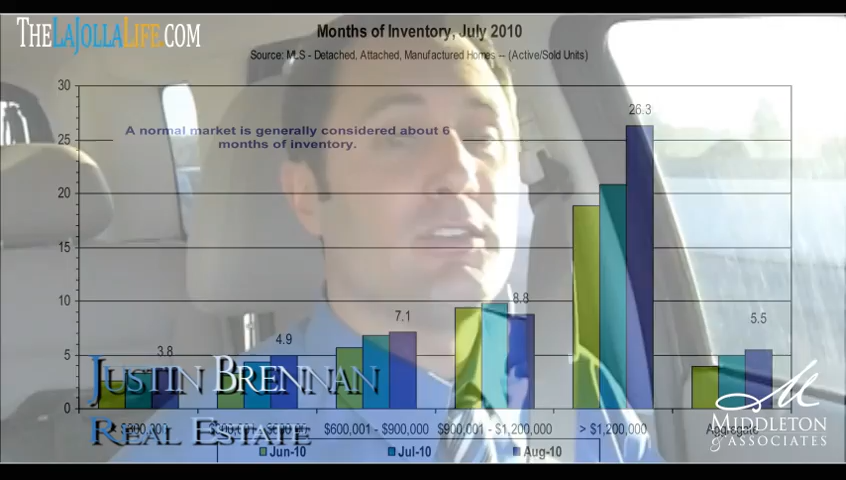 THELAJOLLALIFE.COM
Months of Inventory, July 2010
Source: MLS - Detached, Attached, Manufactured Homes -- (Active/Sold Units)
A normal market is generally considered about 6
months of inventory.
30
25
20
15
10
5
0
3.8
4.9
7.1
8.8
26.3
5.5
JUSTIN BRENNAN
REAL ESTATE
$600,001 - $900,000
$900,001 - $1,200,000
> $1,200,000
Aggregate
Jun-10
Jul-10
Aug-10
MIDDLETON
& ASSOCIATES